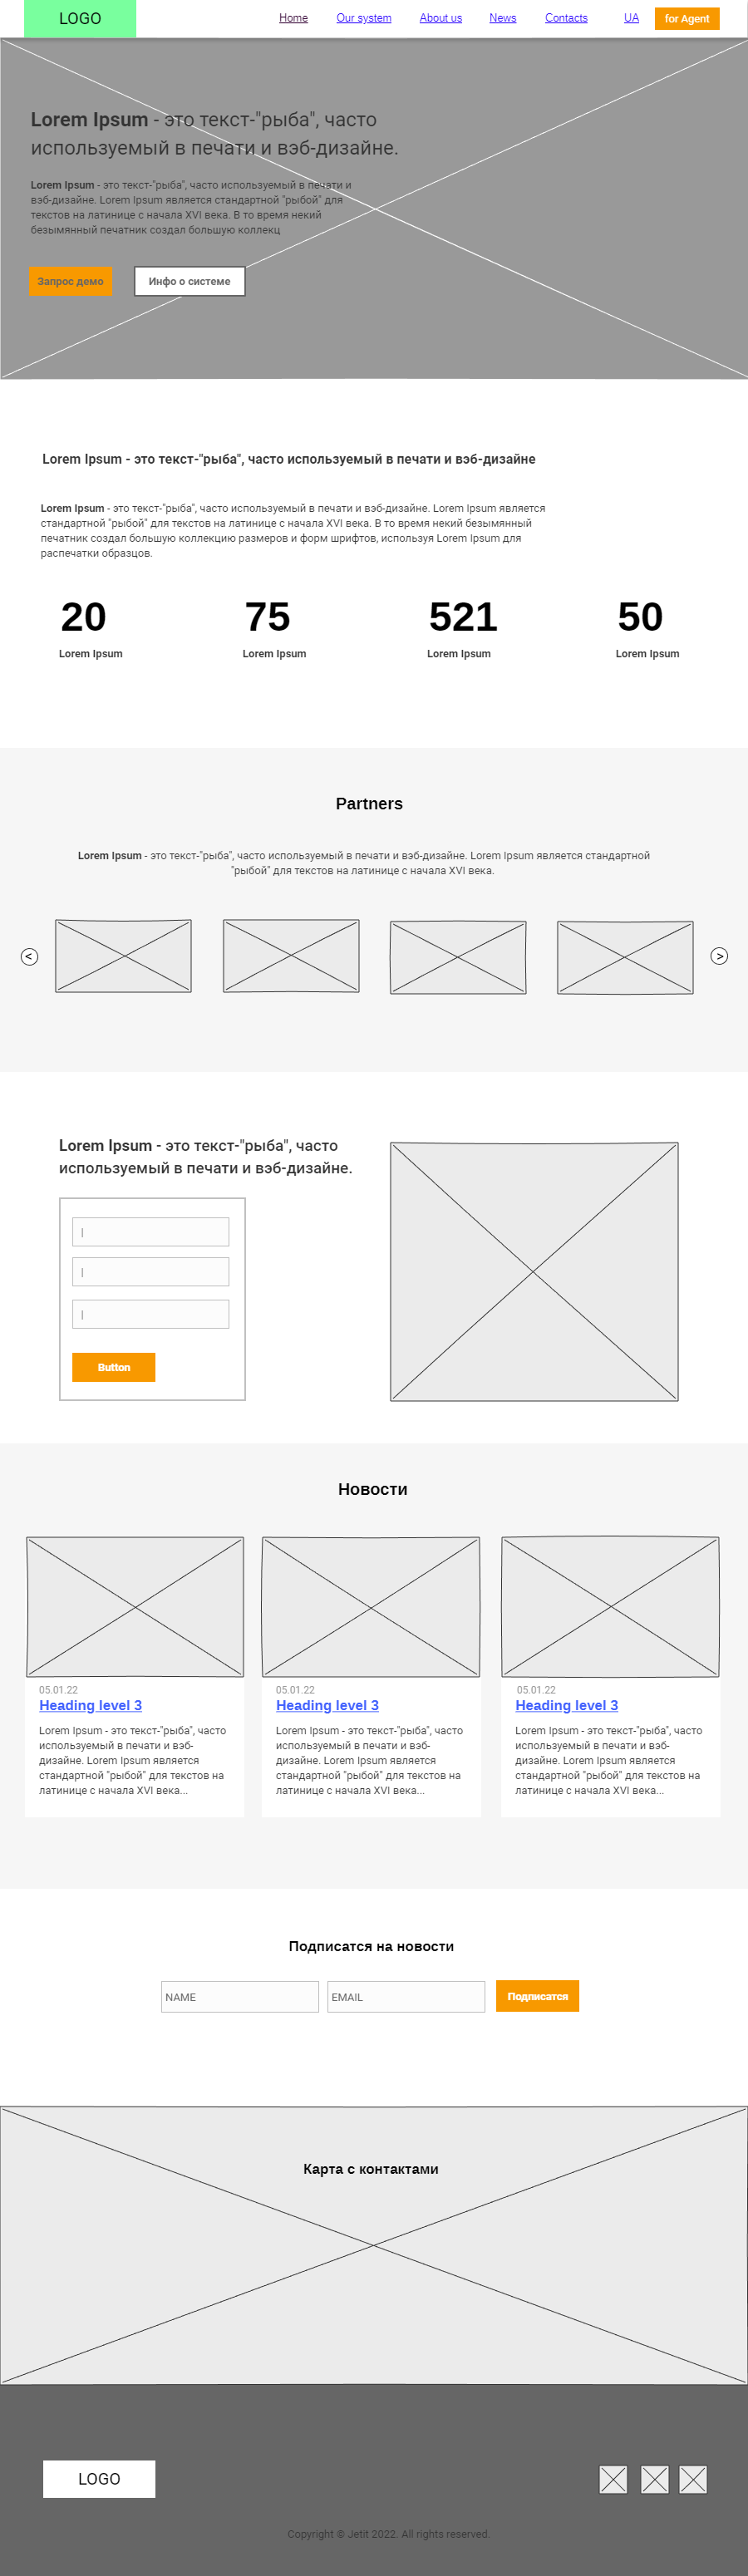 LOGO
Home Our system About us News Contacts UA for Agent
Lorem Ipsum - это текст-"рыба", часто
используемый в печати и вэб-дизайне.
Lorem Ipsum - это текст-"рыба", часто используемый в печати и
вэб-дизайне. Lorem Ipsum является стандартной "рыбой" для
текстов на латинице с начала XVI века. В то время некий
безымянный печатник создал большую коллекц
Запрос демо Инфо о системе
Lorem Ipsum - это текст-"рыба", часто используемый в печати и вэб-дизайне
Lorem Ipsum - это текст-"рыба", часто используемый в печати и вэб-дизайне. Lorem Ipsum является
стандартной "рыбой" для текстов на латинице с начала XVI века. В то время некий безымянный
печатник создал большую коллекцию размеров и форм шрифтов, используя Lorem Ipsum для
распечатки образцов.
20 75 521 50
Lorem Ipsum Lorem Ipsum Lorem Ipsum Lorem Ipsum
Partners
Lorem Ipsum - это текст-"рыба", часто используемый в печати и вэб-дизайне. Lorem Ipsum является стандартной
"рыбой" для текстов на латинице с начала XVI века.
< >
Lorem Ipsum - это текст-"рыба", часто
используемый в печати и вэб-дизайне.
|
|
|
Button
Новости
05.01.22
Heading level 3
Lorem Ipsum - это текст-"рыба", часто
используемый в печати и вэб-
дизайне. Lorem Ipsum является
стандартной "рыбой" для текстов на
латинице с начала XVI века...
05.01.22
Heading level 3
Lorem Ipsum - это текст-"рыба", часто
используемый в печати и вэб-
дизайне. Lorem Ipsum является
стандартной "рыбой" для текстов на
латинице с начала XVI века...
05.01.22
Heading level 3
Lorem Ipsum - это текст-"рыба", часто
используемый в печати и вэб-
дизайне. Lorem Ipsum является
стандартной "рыбой" для текстов на
латинице с начала XVI века...
Подписатся на новости
NAME EMAIL Подписатся
Карта с контактами
LOGO
Copyright © Jetit 2022. All rights reserved.